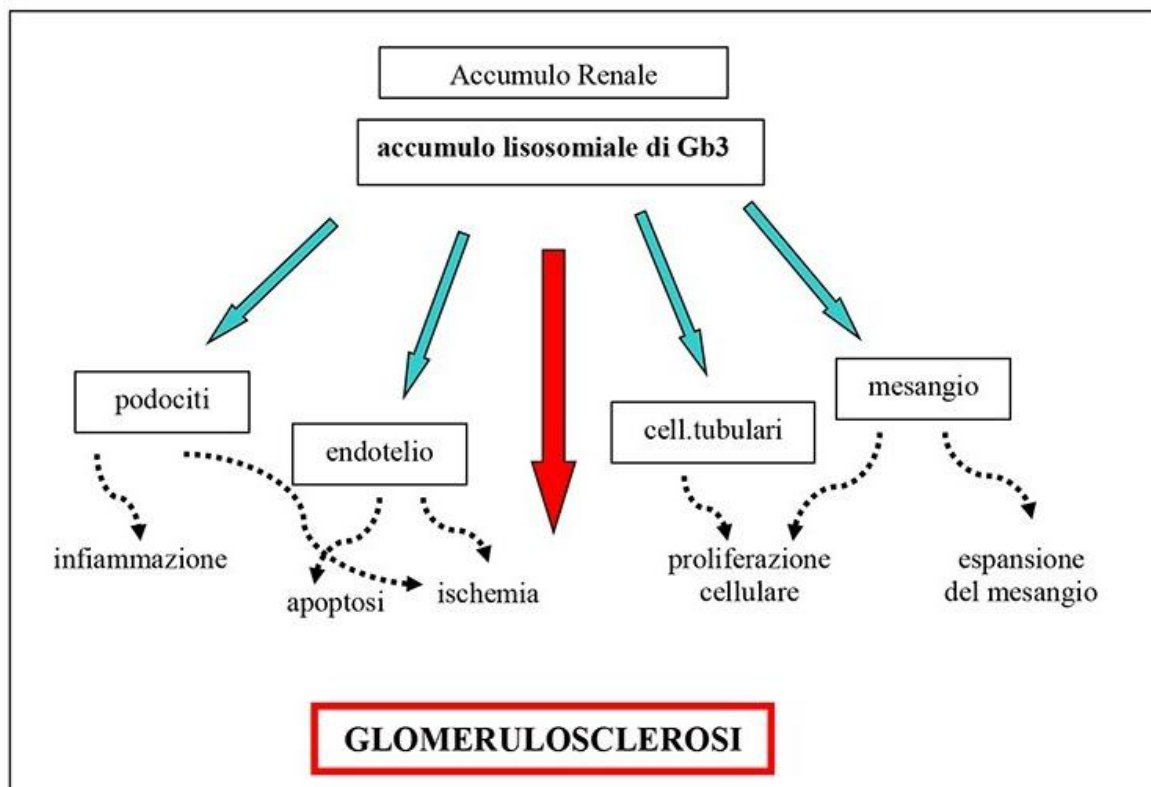 Accumulo Renale
accumulo lisosomiale di Gb3
podociti
endotelio
cell.tubulari
mesangio
infiammazione
apoptosi
ischemia
proliferazione
cellulare
espansione
del mesangio
GLOMERULOSCLEROSI